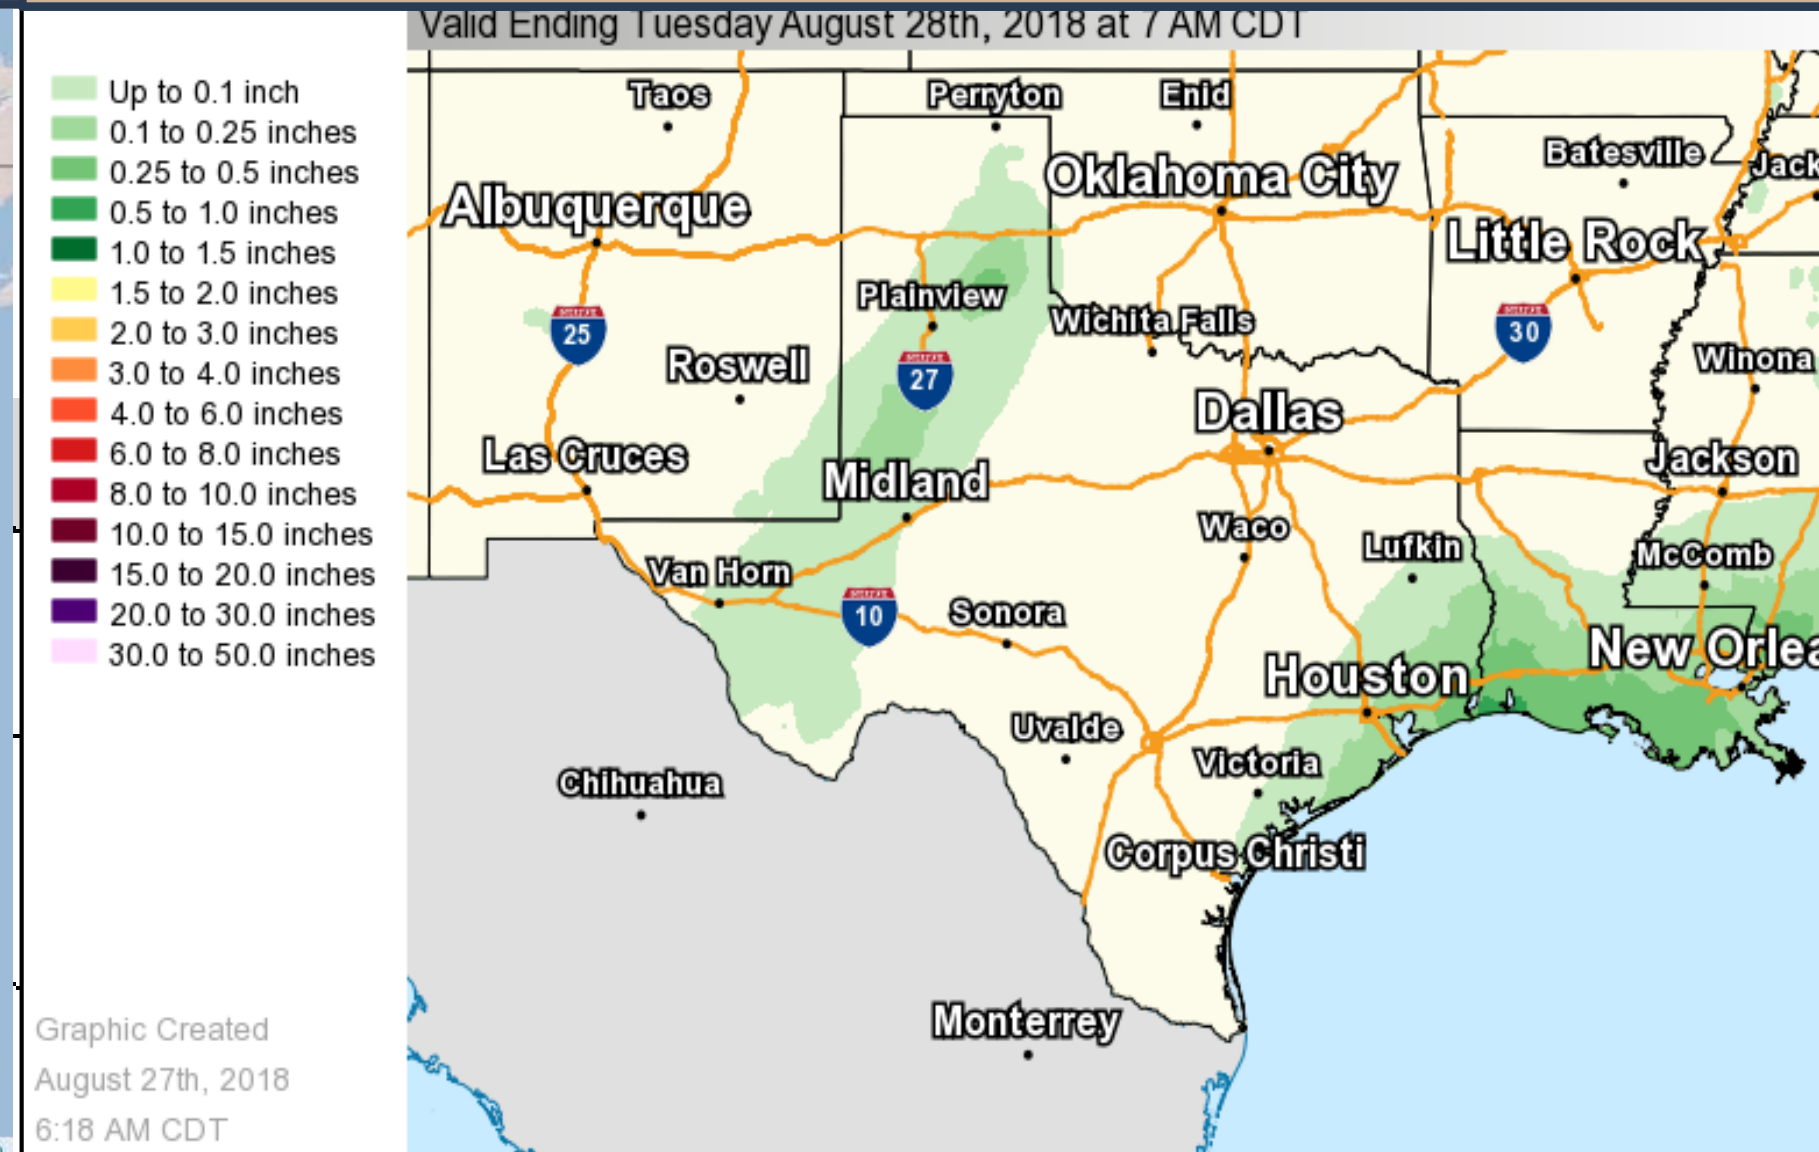 Valid Ending Tuesday August 28th, 2018 at 7 AM CDT
Up to 0.1 inch
0.1 to 0.25 inches
0.25 to 0.5 inches
0.5 to 1.0 inches
1.0 to 1.5 inches
1.5 to 2.0 inches
2.0 to 3.0 inches
3.0 to 4.0 inches
4.0 to 6.0 inches
6.0 to 8.0 inches
8.0 to 10.0 inches
10.0 to 15.0 inches
15.0 to 20.0 inches
20.0 to 30.0 inches
30.0 to 50.0 inches
Graphic Created
August 27th, 2018
6:18 AM CDT
Taos
Perryton
Enid
Batesville
Jack
Oklahoma City
Albuquerque
Little Rock
Plainview
Wichita Falls
25
30
Roswell
27
Winona
Dallas
Las Cruces
Midland
Jackson
Waco
Lufkin
McComb
Van Horn
10
Sonora
New Orlea
Houston
Uvalde
Victoria
Chihuahua
Corpus Christi
Monterrey